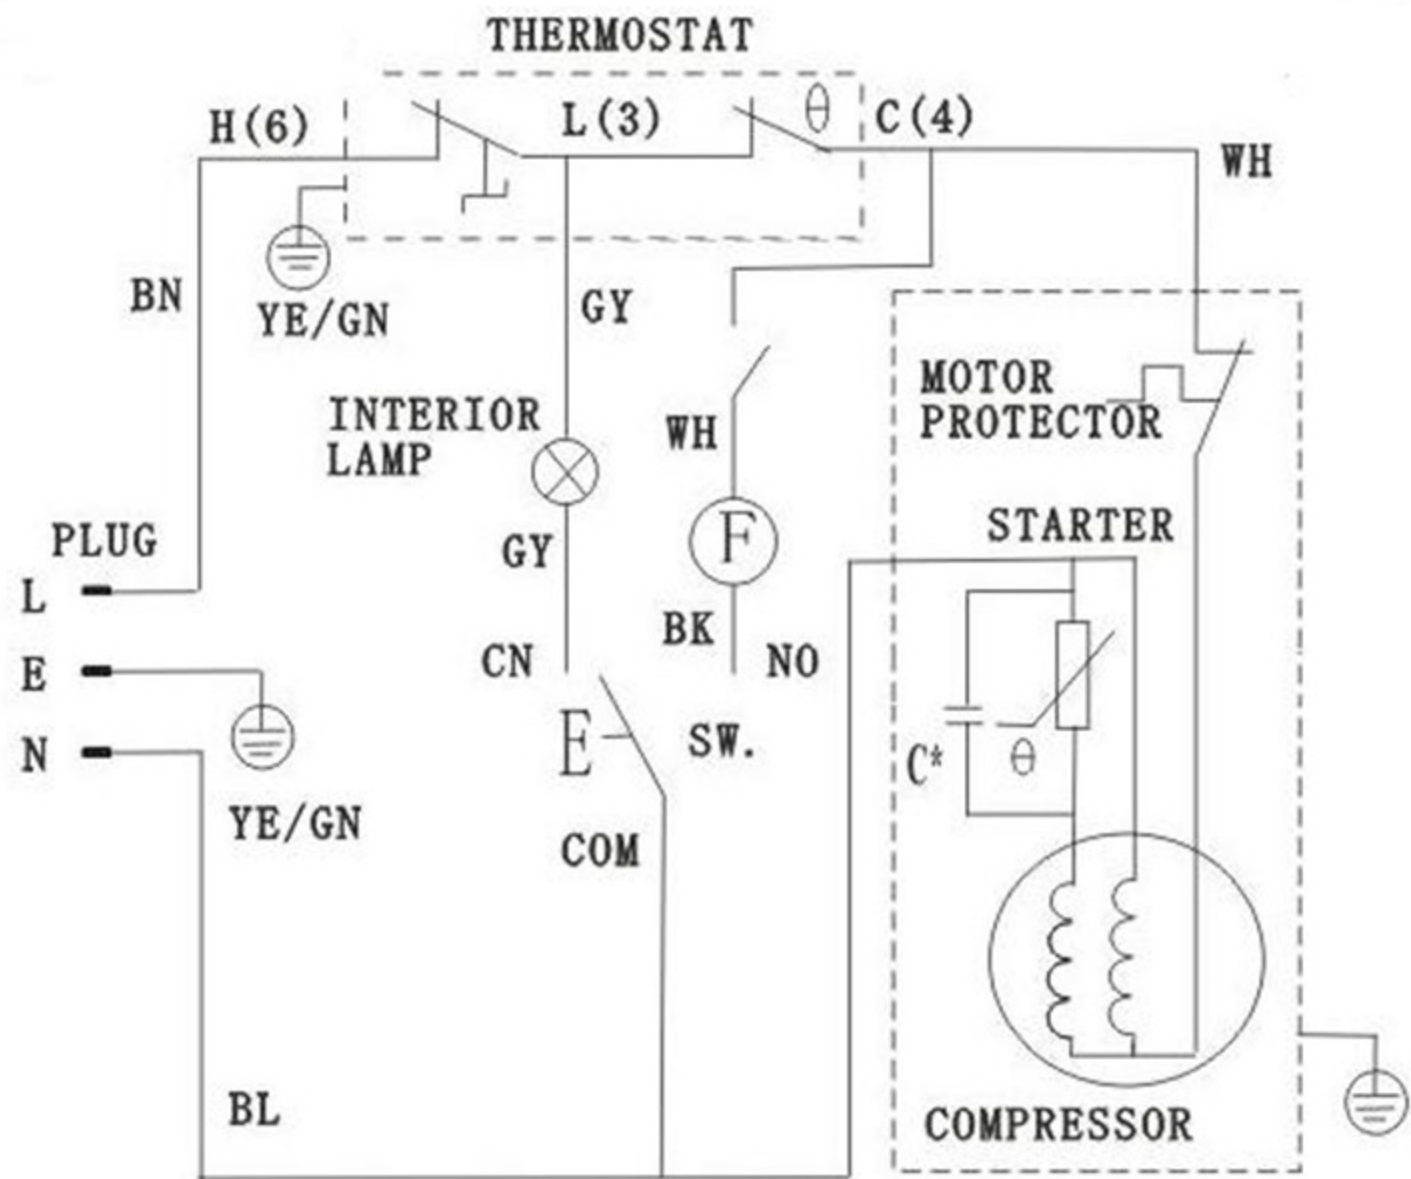 THERMOSTAT
H(6)
L(3)
θ
C(4)
WH
BN
YE/GN
GY
INTERIOR
LAMP
WH
MOTOR
PROTECTOR
PLUG
L
GY
F
STARTER
BK
CN
NO
E
N
E
SW.
C*
θ
YE/GN
COM
BL
COMPRESSOR